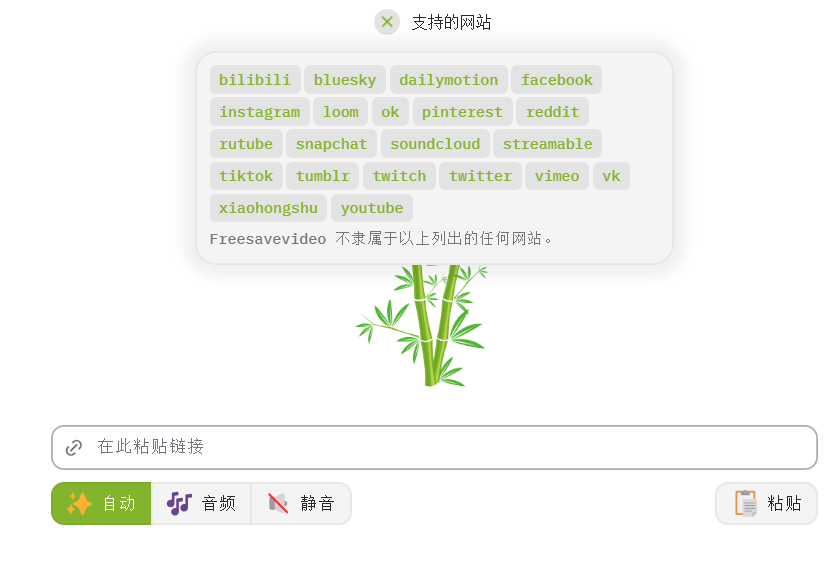 支持的网站
bilibili bluesky dailymotion facebook
instagram loom ok pinterest reddit
rutube snapchat soundcloud streamable
tiktok tumblr twitch twitter vimeo vk
xiaohongshu youtube
Freesavevideo 不隶属于以上列出的任何网站。
在此粘贴链接
自动 音频 静音 粘贴